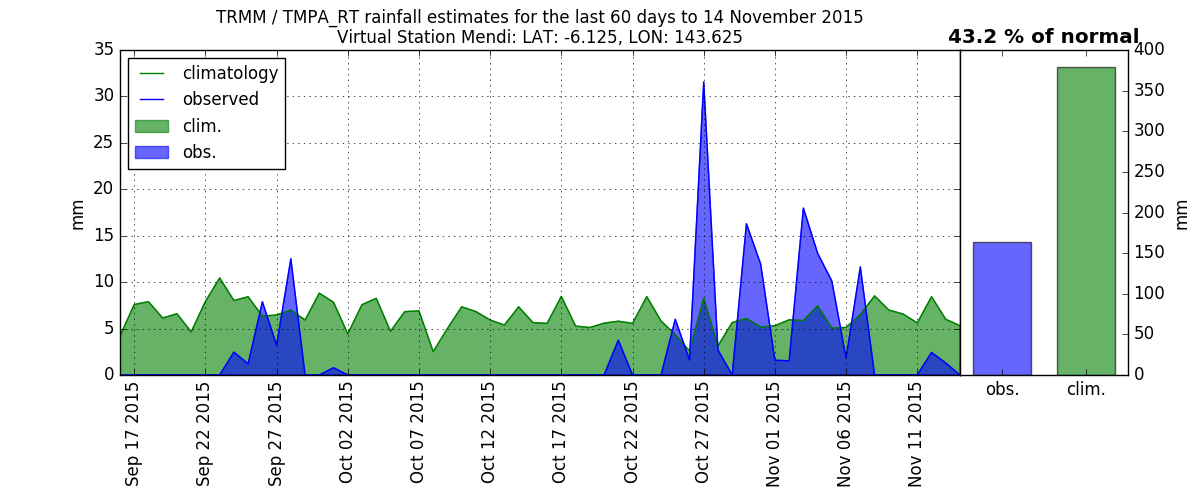 TRMM / TMPA_RT rainfall estimates for the last 60 days to 14 November 2015
Virtual Station Mendi: LAT: -6.125, LON: 143.625
43.2 % of normal
climatology
observed
clim.
obs.
mm
35
30
25
20
15
10
5
0
Sep 17 2015
Sep 22 2015
Sep 27 2015
Oct 02 2015
Oct 07 2015
Oct 12 2015
Oct 17 2015
Oct 22 2015
Oct 27 2015
Nov 01 2015
Nov 06 2015
Nov 11 2015
400
350
300
250
200
150
100
50
0
mm
obs.
clim.